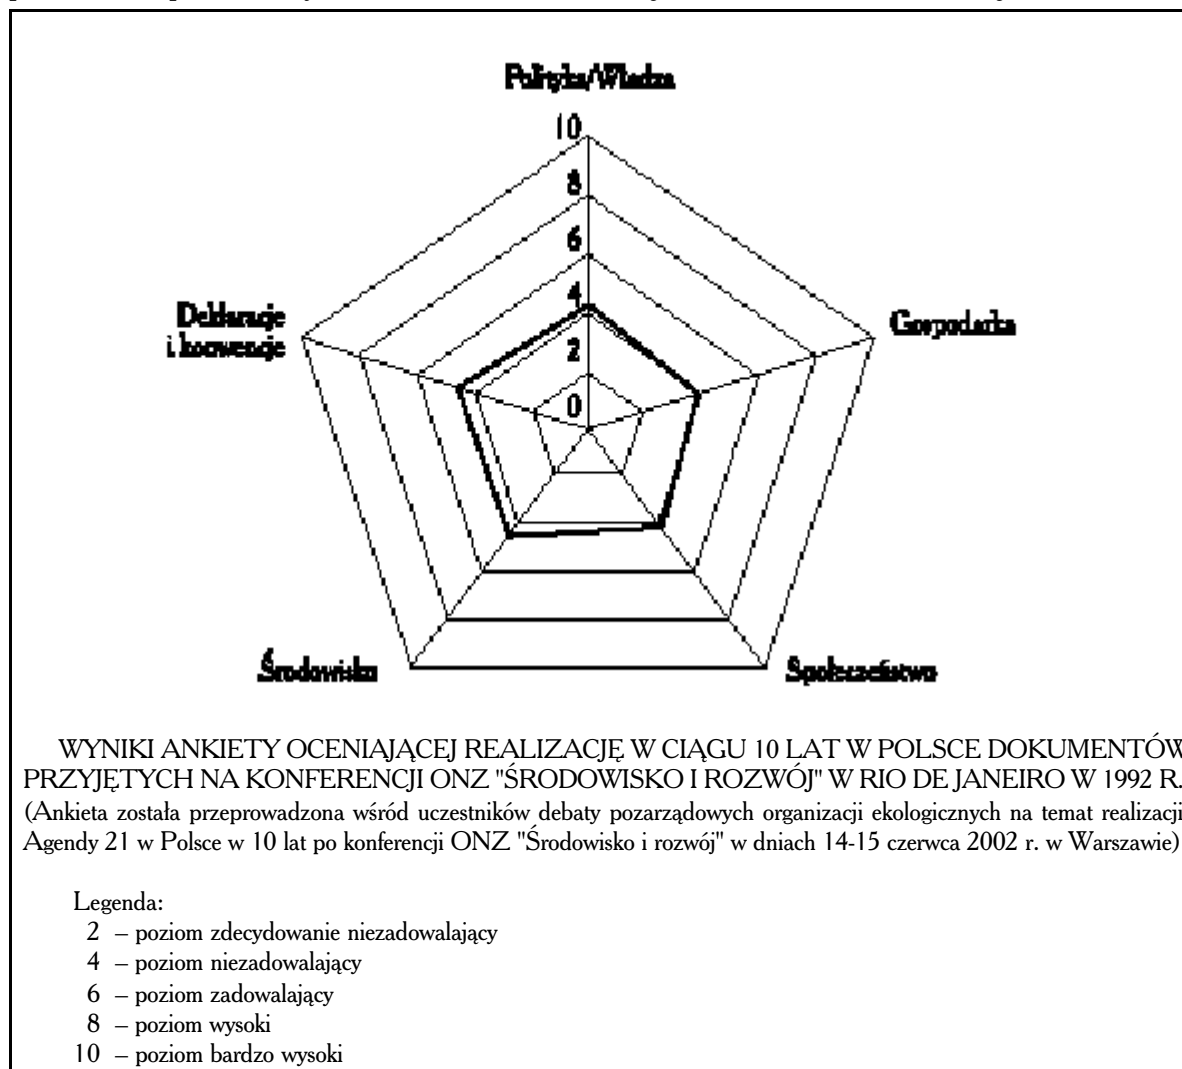 Polityka/Władza
10
8
6
4
2
0
Deklaracje
i konwencje
Gospodarka
Środowisko
Społeczeństwo
WYNIKI ANKIETY OCENIAJĄCEJ REALIZACJĘ W CIĄGU 10 LAT W POLSCE DOKUMENTÓW
PRZYJĘTYCH NA KONFERENCJI ONZ "ŚRODOWISKO I ROZWÓJ" W RIO DE JANEIRO W 1992 R.
(Ankieta została przeprowadzona wśród uczestników debaty pozarządowych organizacji ekologicznych na temat realizacji
Agendy 21 w Polsce w 10 lat po konferencji ONZ "Środowisko i rozwój" w dniach 14-15 czerwca 2002 r. w Warszawie)
Legenda:
2 – poziom zdecydowanie niezadowalający
4 – poziom niezadowalający
6 – poziom zadowalający
8 – poziom wysoki
10 – poziom bardzo wysoki